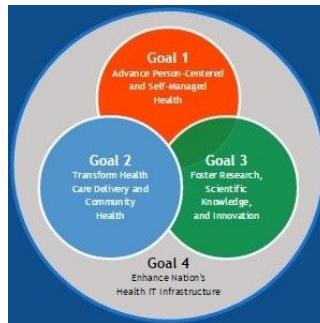 Goal 1
Advance Person-Centered
and Self-Managed
Health
Goal 2
Transform Health
Care Delivery and
Community
Health
Goal 3
Foster Research,
Scientific
Knowledge,
and Innovation
Goal 4
Enhance Nation's
Health IT Infrastructure